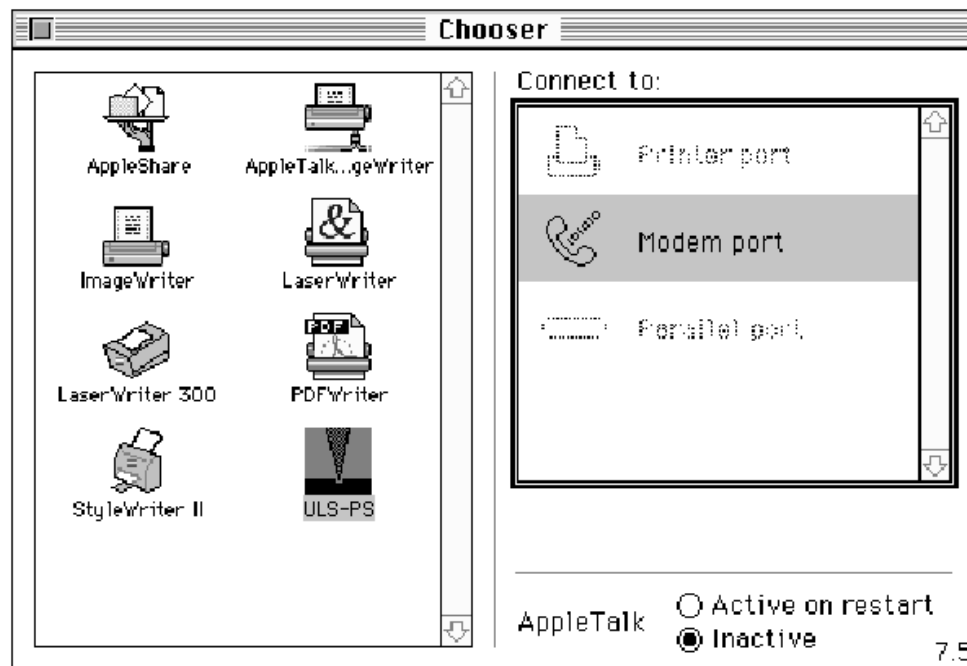 Chooser
AppleShare
AppleTalk...geWriter
ImageWriter
LaserWriter
LaserWriter 300
PDF
PDFWriter
StyleWriter II
ULS-PS
Connect to:
Printer port
Modem port
Parallel port
AppleTalk
Active on restart
Inactive
7.5